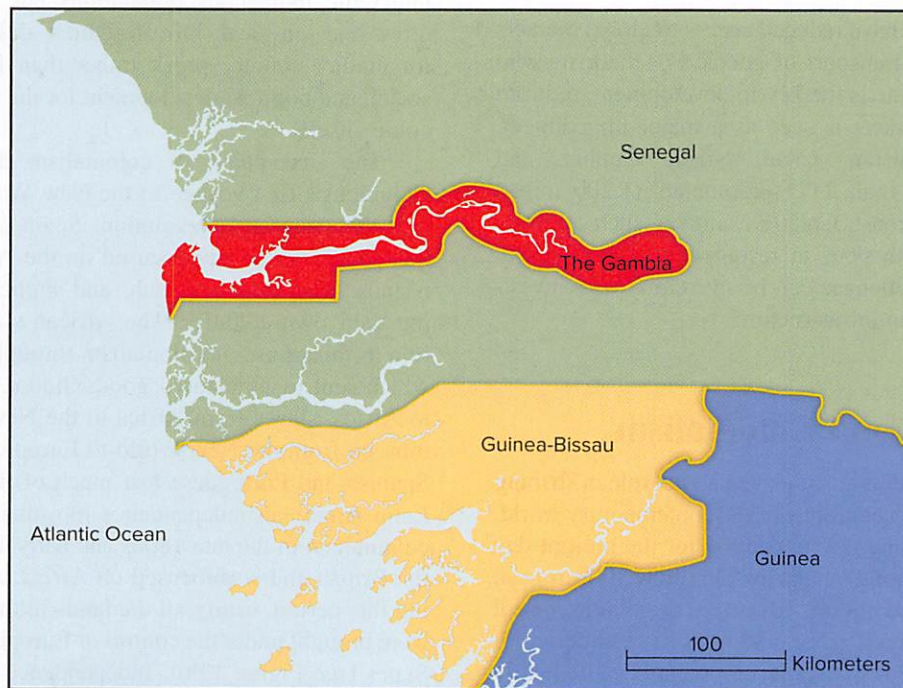 Senegal
The Gambia
Guinea-Bissau
Atlantic Ocean
Guinea
100
Kilometers